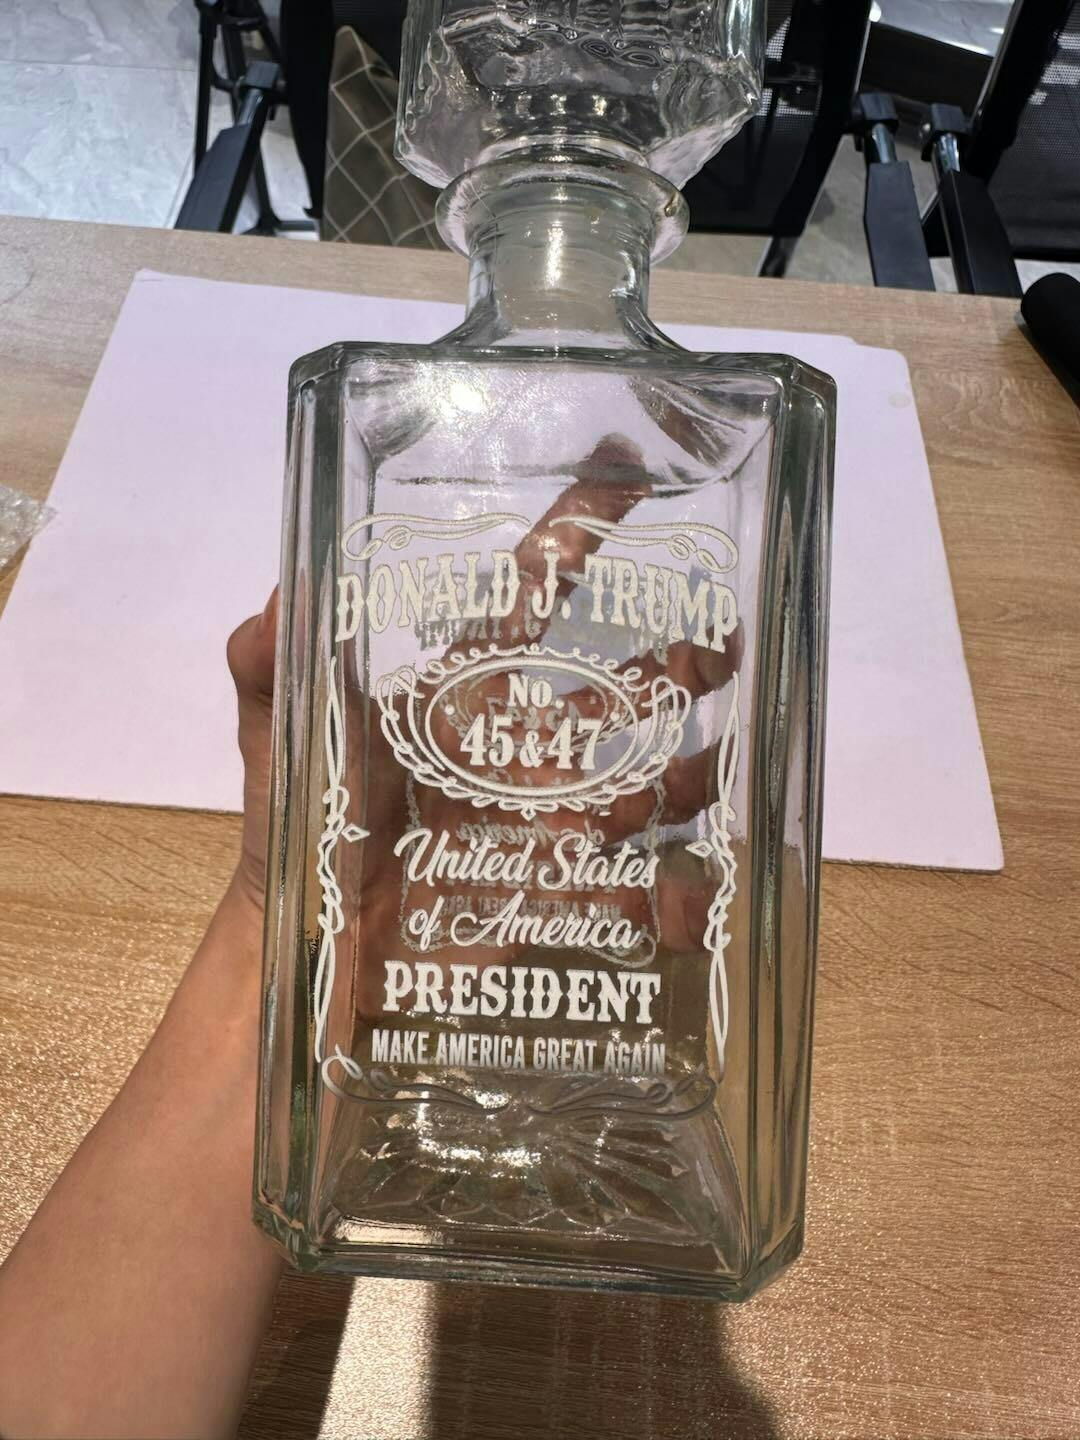 DONALD J. TRUMP
No.
45&47
United States
of America
PRESIDENT
MAKE AMERICA GREAT AGAIN